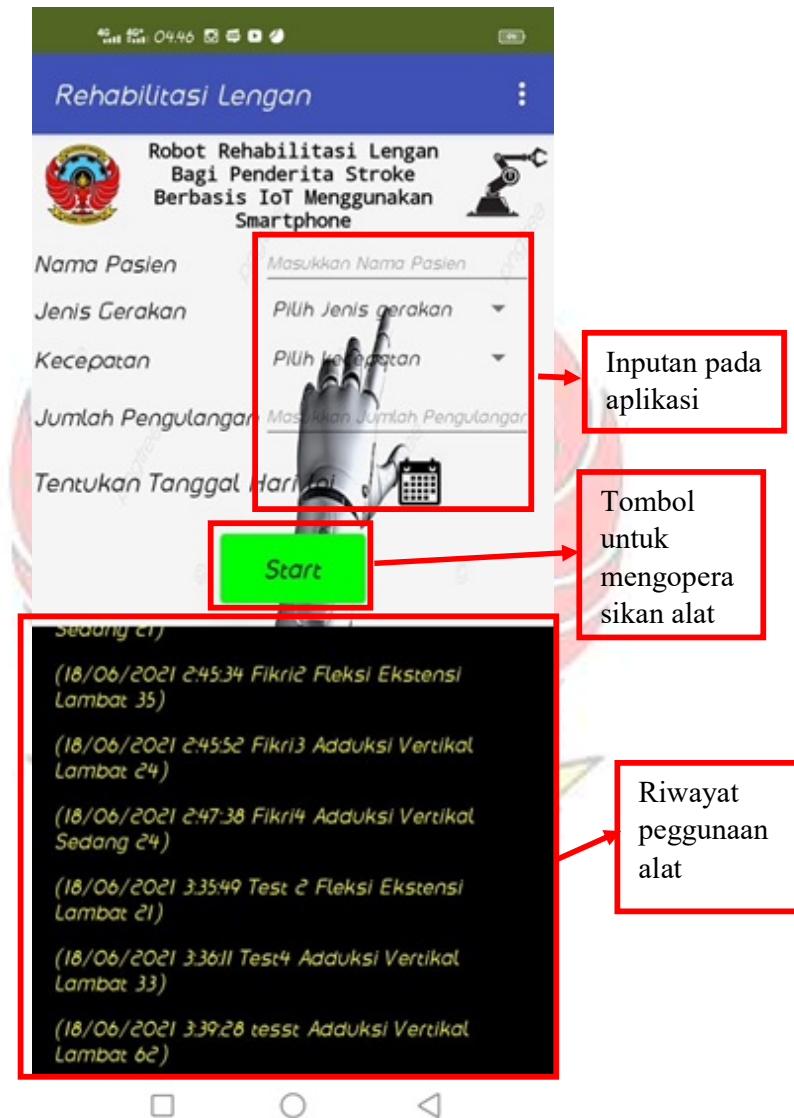 04.46
Rehabilitasi Lengan
Robot Rehabilitasi Lengan
Bagi Penderita Stroke
Berbasis IoT Menggunakan
Smartphone
Nama Pasien
Masukkan Nama Pasien
Jenis Gerakan
Pilih Jenis gerakan
Kecepatan
Pilih kecepatan
Jumlah Pengulangan
Masukkan Jumlah Pengulangan
Tentukan Tanggal Hari Ini
Start
Inputan pada
aplikasi
Tombol
untuk
mengopera
sikan alat
Sedang 21)
(18/06/2021 2:45:34 Fikri2 Fleksi Ekstensi
Lambat 35)
(18/06/2021 2:45:52 Fikri3 Adduksi Vertikal
Lambat 24)
(18/06/2021 2:47:38 Fikri4 Adduksi Vertikal
Sedang 24)
(18/06/2021 3:35:49 Test 2 Fleksi Ekstensi
Lambat 21)
(18/06/2021 3:36:11 Test4 Adduksi Vertikal
Lambat 33)
(18/06/2021 3:39:28 tesst Adduksi Vertikal
Lambat 62)
Riwayat
peggunaan
alat